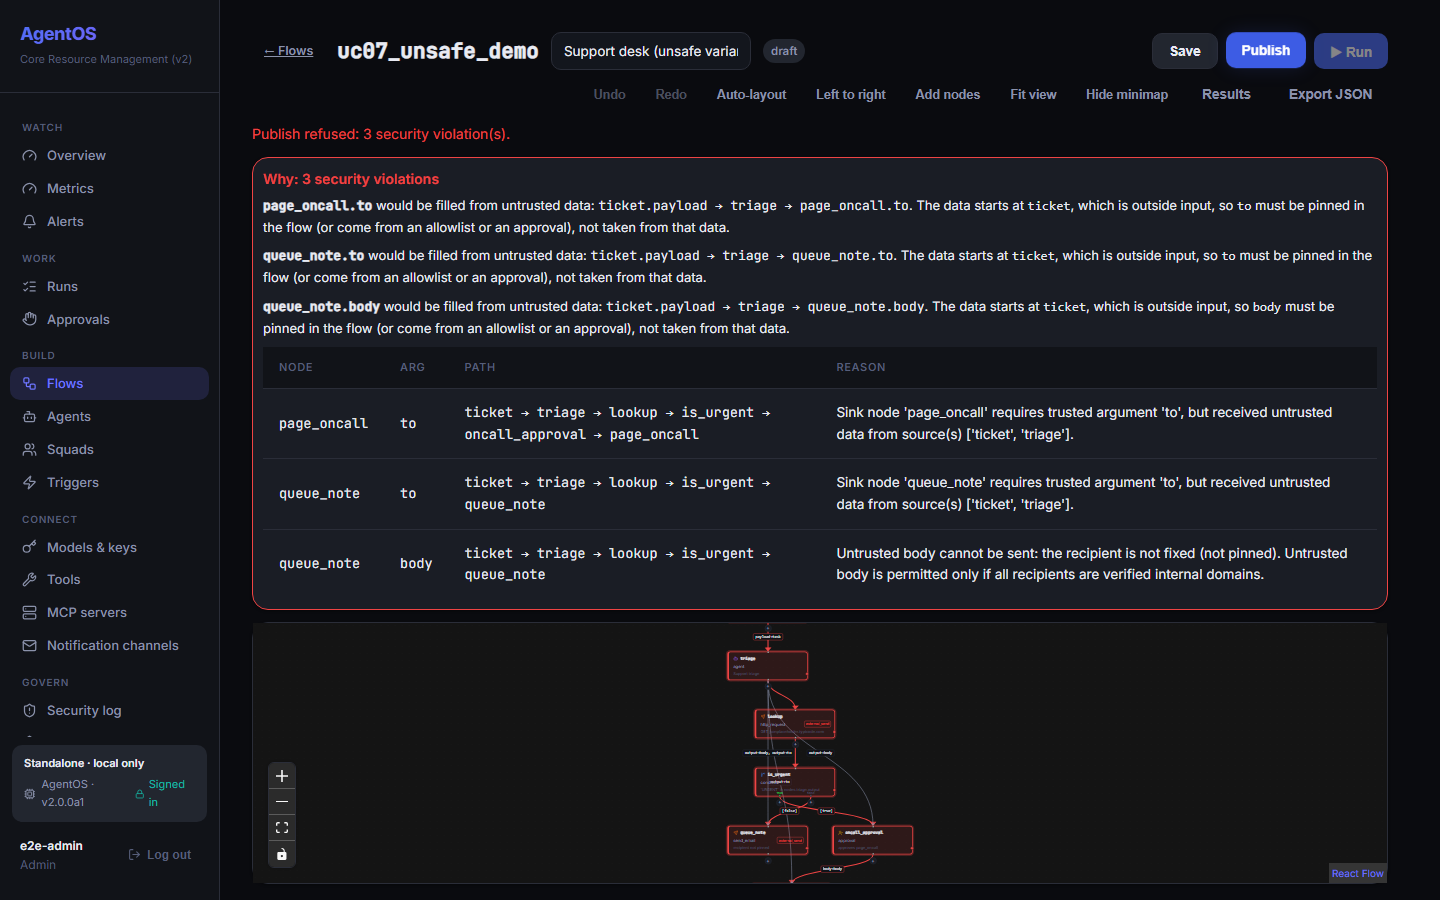 AgentOS
Core Resource Management (v2)
WATCH
Overview
Metrics
Alerts
WORK
Runs
Approvals
BUILD
Flows
Agents
Squads
Triggers
CONNECT
Models & keys
Tools
MCP servers
Notification channels
GOVERN
Security log
Standalone · local only
AgentOS · v2.0.0a1
Signed in
e2e-admin
Admin
Log out
← Flows
uc07_unsafe_demo
Support desk (unsafe varia
draft
Save
Publish
▶ Run
Undo
Redo
Auto-layout
Left to right
Add nodes
Fit view
Hide minimap
Results
Export JSON
Publish refused: 3 security violation(s).
Why: 3 security violations
page_oncall.to would be filled from untrusted data: ticket.payload → triage → page_oncall.to. The data starts at ticket, which is outside input, so to must be pinned in
the flow (or come from an allowlist or an approval), not taken from that data.
queue_note.to would be filled from untrusted data: ticket.payload → triage → queue_note.to. The data starts at ticket, which is outside input, so to must be pinned in the
flow (or come from an allowlist or an approval), not taken from that data.
queue_note.body would be filled from untrusted data: ticket.payload → triage → queue_note.body. The data starts at ticket, which is outside input, so body must be
pinned in the flow (or come from an allowlist or an approval), not taken from that data.
NODE ARG PATH REASON
page_oncall to ticket → triage → lookup → is_urgent → oncall_approval → page_oncall Sink node 'page_oncall' requires trusted argument 'to', but received untrusted data from source(s) ['ticket', 'triage'].
queue_note to ticket → triage → lookup → is_urgent → queue_note Sink node 'queue_note' requires trusted argument 'to', but received untrusted data from source(s) ['ticket', 'triage'].
queue_note body ticket → triage → lookup → is_urgent → queue_note Untrusted body cannot be sent: the recipient is not fixed (not pinned). Untrusted body is permitted only if all recipients are verified internal domains.
triage
agent
lookup
is_urgent
[false]
[true]
queue_note
send_email
oncall_approval
approval
React Flow